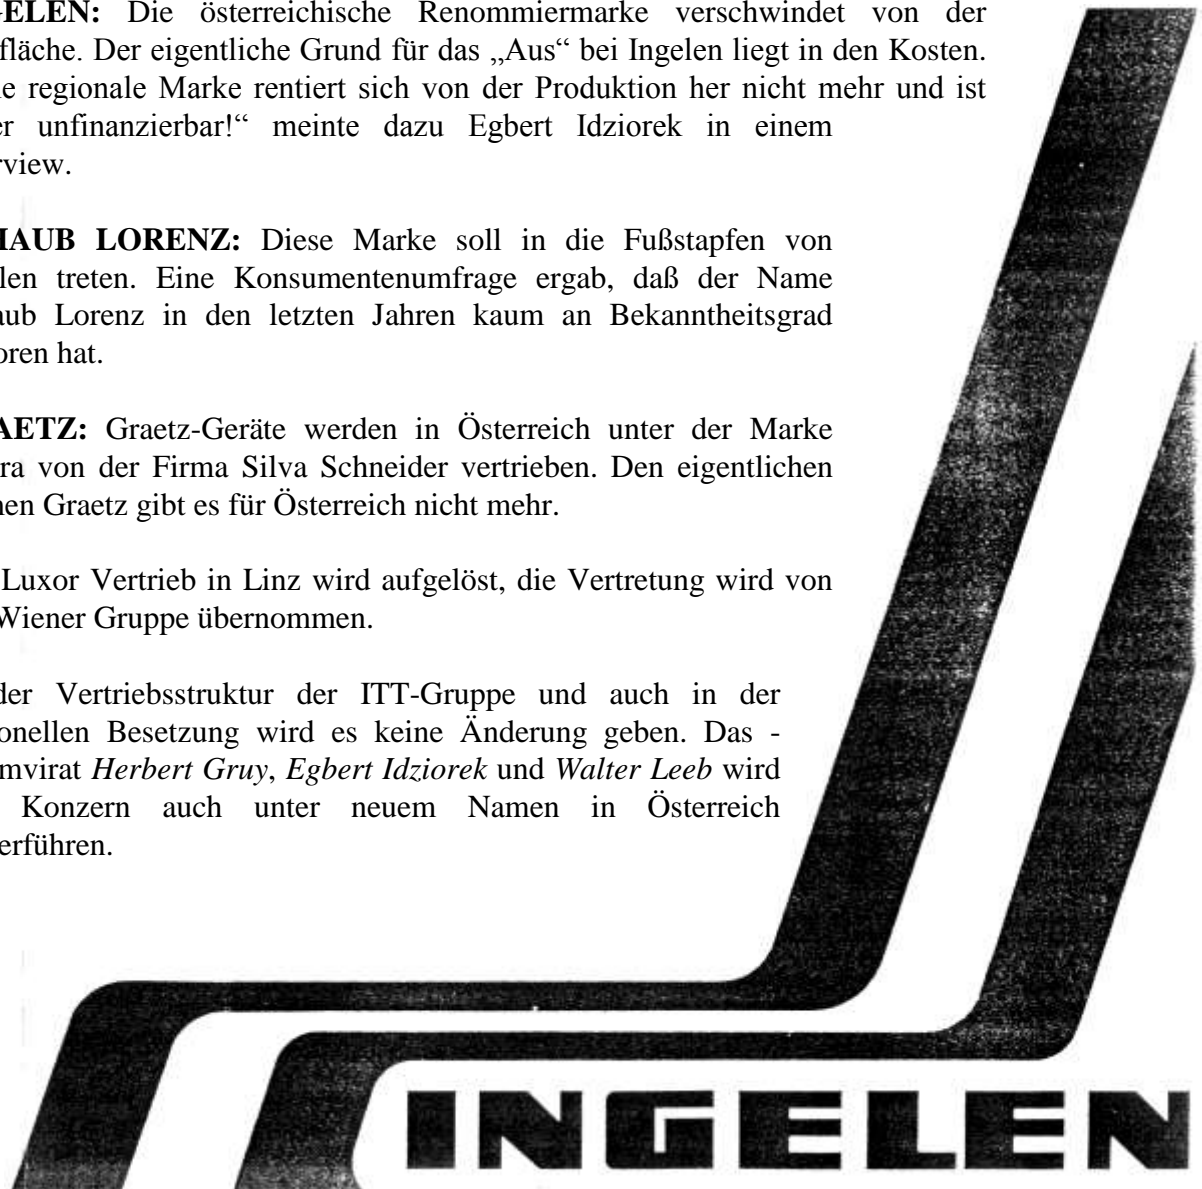 GELEN: Die österreichische Renommiermarke verschwindet von der
fläche. Der eigentliche Grund für das „Aus“ bei Ingelen liegt in den Kosten.
e regionale Marke rentiert sich von der Produktion her nicht mehr und ist
er unfinanzierbar!“ meinte dazu Egbert Idziorek in einem
rview.
HAUB LORENZ: Diese Marke soll in die Fußstapfen von
len treten. Eine Konsumentenumfrage ergab, daß der Name
aub Lorenz in den letzten Jahren kaum an Bekanntheitsgrad
oren hat.
AETZ: Graetz-Geräte werden in Österreich unter der Marke
ra von der Firma Silva Schneider vertrieben. Den eigentlichen
nen Graetz gibt es für Österreich nicht mehr.
Luxor Vertrieb in Linz wird aufgelöst, die Vertretung wird von
Wiener Gruppe übernommen.
der Vertriebsstruktur der ITT-Gruppe und auch in der
onellen Besetzung wird es keine Änderung geben. Das -
mvirat Herbert Gruy, Egbert Idziorek und Walter Leeb wird
Konzern auch unter neuem Namen in Österreich
erführen.
INGELEN